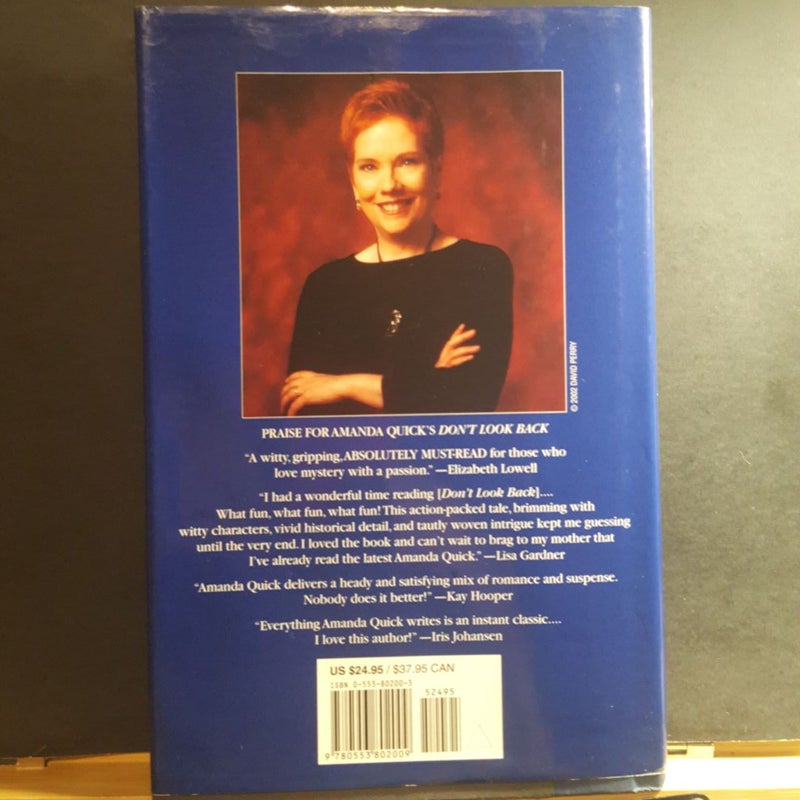 © 2002 DAVID PERRY
PRAISE FOR AMANDA QUICK'S DON'T LOOK BACK
"A witty, gripping, ABSOLUTELY MUST-READ for those who
love mystery with a passion." —Elizabeth Lowell
"I had a wonderful time reading [Don't Look Back]....
What fun, what fun, what fun! This action-packed tale, brimming with
witty characters, vivid historical detail, and tautly woven intrigue kept me guessing
until the very end. I loved the book and can't wait to brag to my mother that
I've already read the latest Amanda Quick." —Lisa Gardner
"Amanda Quick delivers a heady and satisfying mix of romance and suspense.
Nobody does it better!" —Kay Hooper
"Everything Amanda Quick writes is an instant classic....
I love this author!" —Iris Johansen
US $24.95 / $37.95 CAN
ISBN 0-553-80200-3
52495
9 780553 802009